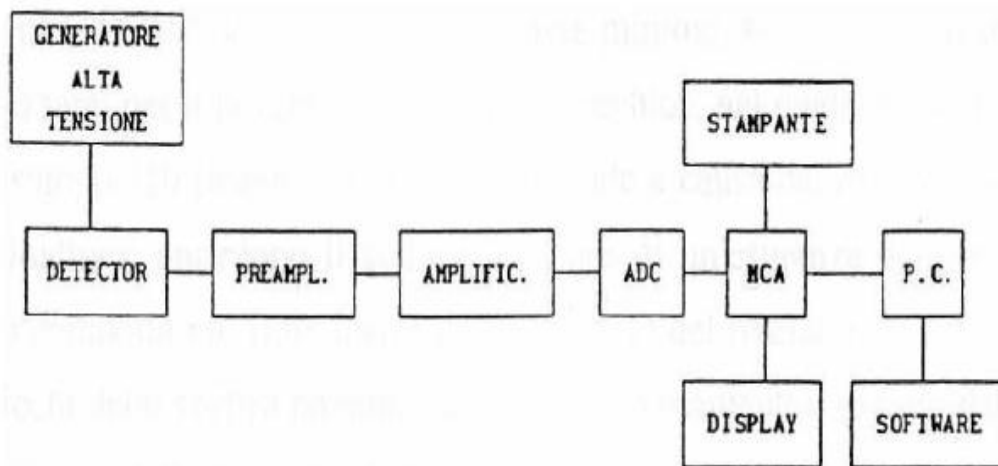 GENERATORE
ALTA
TENSIONE
STAMPANTE
DETECTOR
PREAMPL.
AMPLIFIC.
ADC
MCA
P.C.
DISPLAY
SOFTWARE